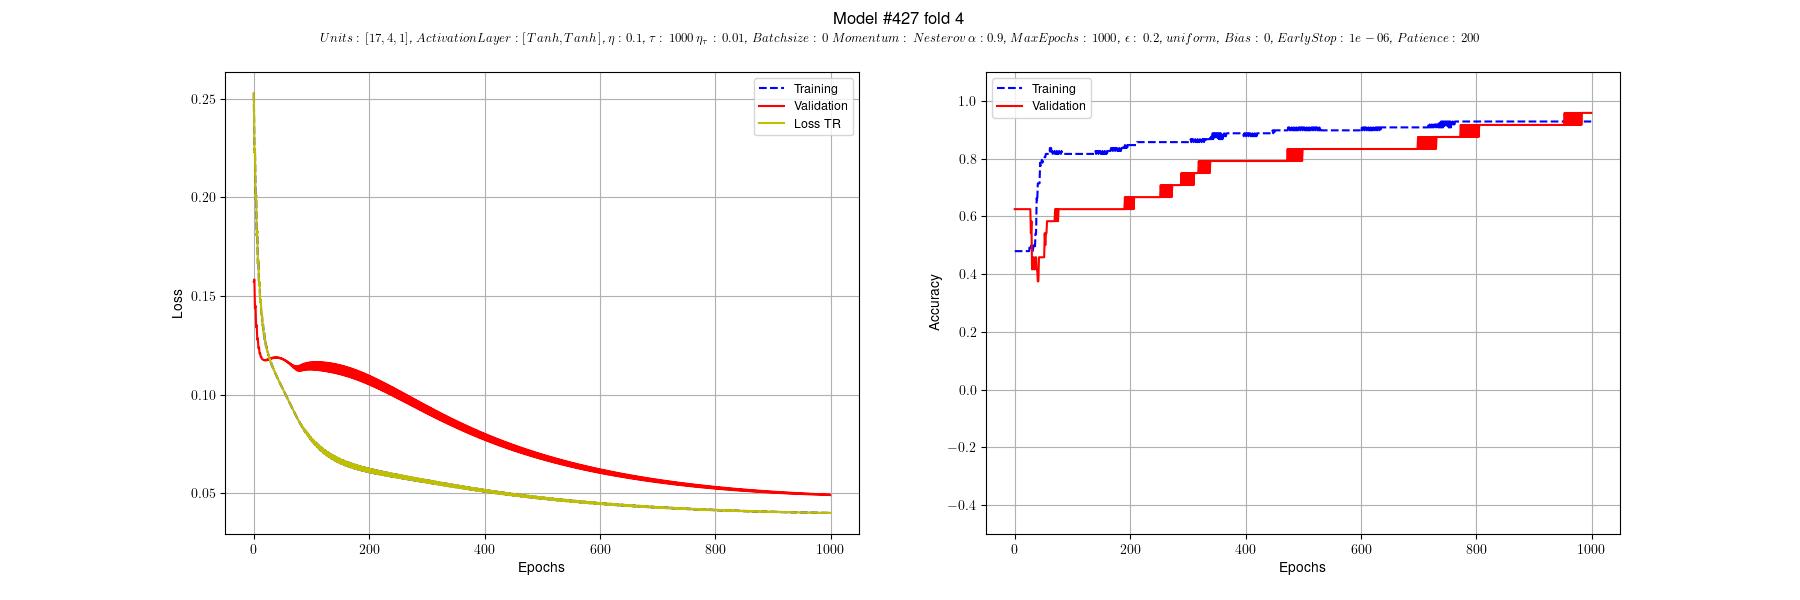 Model #427 fold 4
Units : [17, 4, 1], ActivationLayer : [Tanh, Tanh], η : 0.1, τ : 1000 η_τ : 0.01, Batchsize : 0 Momentum : Nesterov α : 0.9, MaxEpochs : 1000, ϵ : 0.2, uniform, Bias : 0, EarlyStop : 1e − 06, Patience : 200
Training
Validation
Loss TR
0.25
0.20
0.15
0.10
0.05
Loss
0 200 400 600 800 1000
Epochs
Training
Validation
1.0
0.8
0.6
0.4
0.2
0.0
−0.2
−0.4
Accuracy
0 200 400 600 800 1000
Epochs